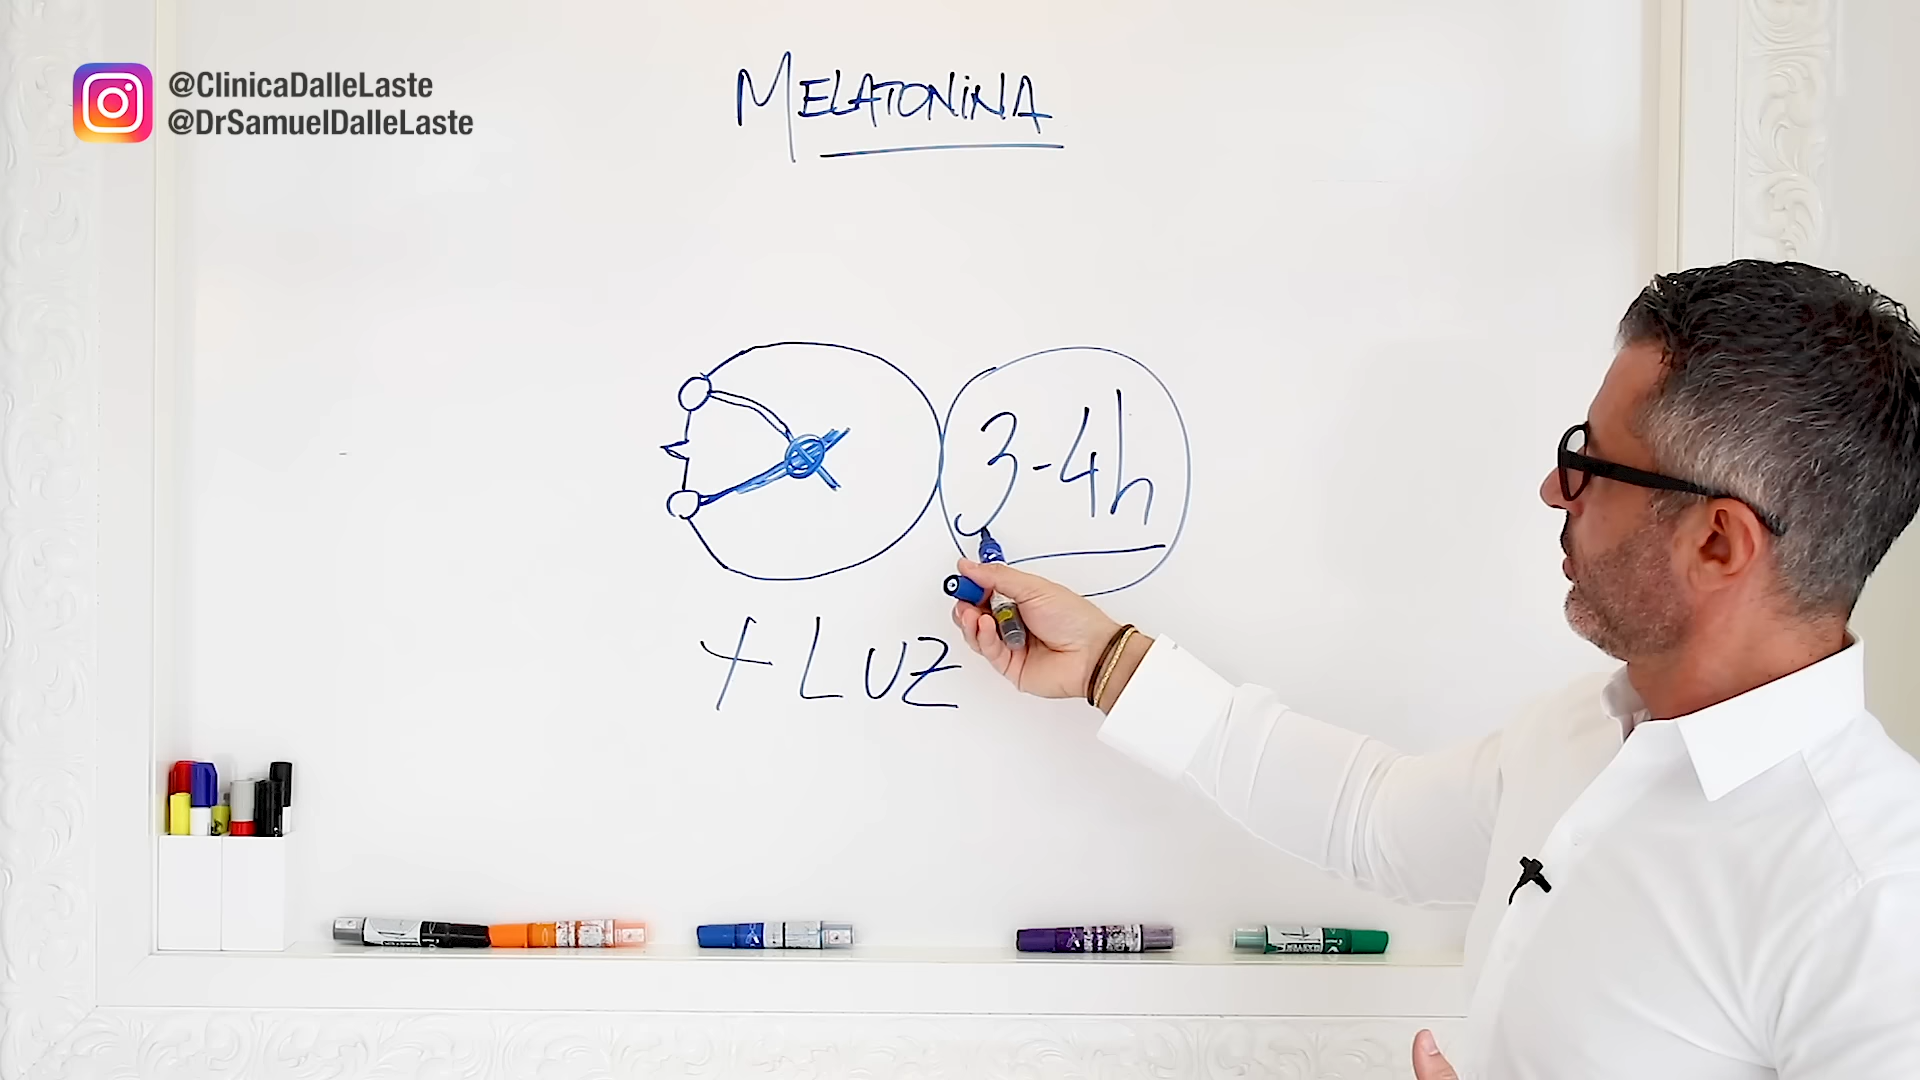 @ClinicaDalleLaste
@DrSamuelDalleLaste
MELATONINA
3-4h
+ LUZ